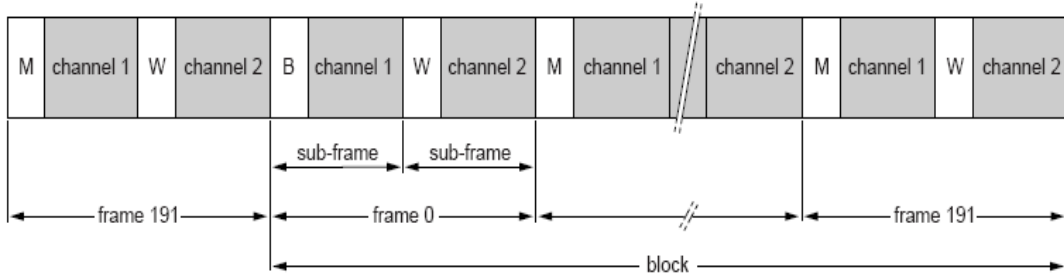 M channel 1 W channel 2 B channel 1 W channel 2 M channel 1 channel 2 M channel 1 W channel 2
sub-frame sub-frame
frame 191 frame 0 frame 191
block